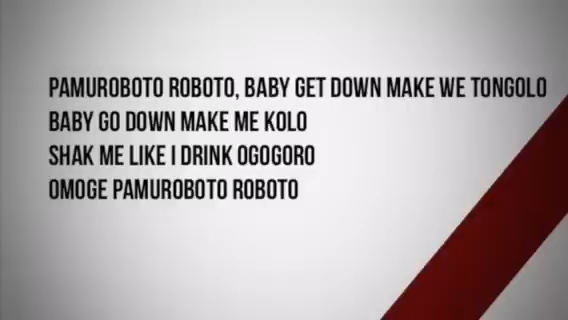 PAMUROBOTO ROBOTO, BABY GET DOWN MAKE WE TONGOLO
BABY GO DOWN MAKE ME KOLO
SHAK ME LIKE I DRINK OGOGORO
OMOGE PAMUROBOTO ROBOTO